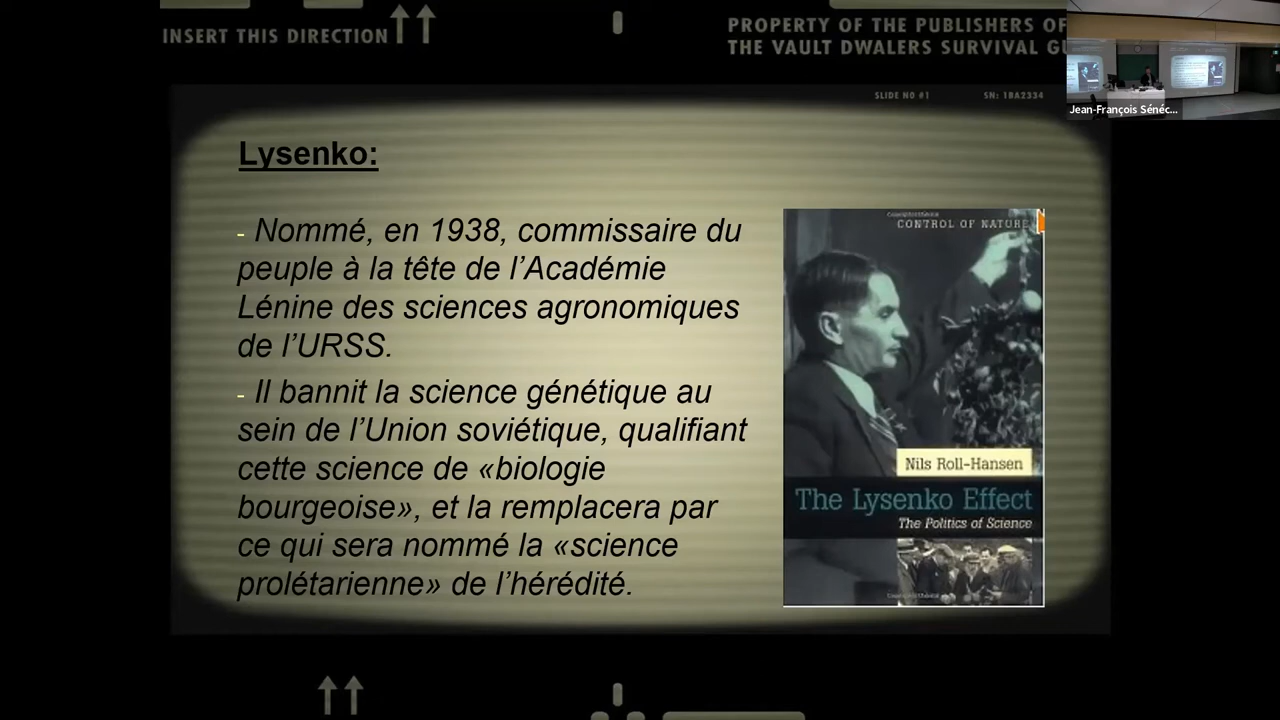 INSERT THIS DIRECTION
PROPERTY OF THE PUBLISHERS OF
THE VAULT DWALERS SURVIVAL GU
SLIDE NO #1 SN: 1BA2334
Jean-François Sénéc...
Lysenko:
- Nommé, en 1938, commissaire du
peuple à la tête de l’Académie
Lénine des sciences agronomiques
de l’URSS.
- Il bannit la science génétique au
sein de l’Union soviétique, qualifiant
cette science de «biologie
bourgeoise», et la remplacera par
ce qui sera nommé la «science
prolétarienne» de l’hérédité.
CONTROL OF NATURE
Nils Roll-Hansen
The Lysenko Effect
The Politics of Science